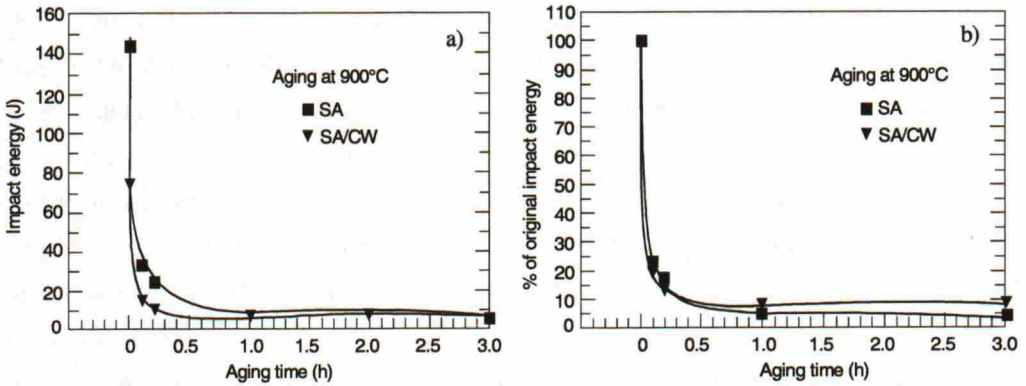 160
140
120
100
80
60
40
20
0
Impact energy (J)
a)
Aging at 900°C
SA
SA/CW
0 0.5 1.0 1.5 2.0 2.5 3.0
Aging time (h)
110
100
90
80
70
60
50
40
30
20
10
0
% of original impact energy
b)
Aging at 900°C
SA
SA/CW
0 0.5 1.0 1.5 2.0 2.5 3.0
Aging time (h)